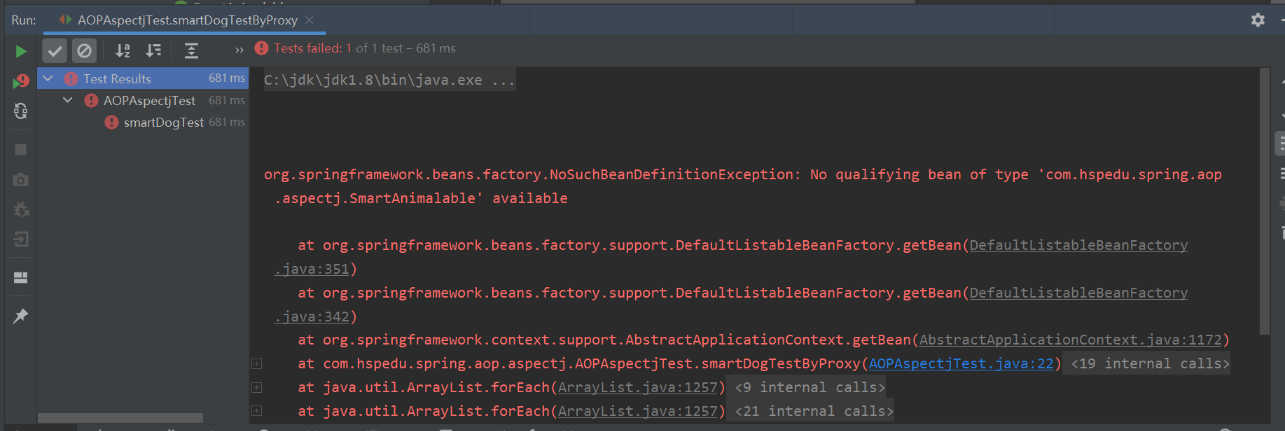 Run:
AOPAspectjTest.smartDogTestByProxy
Tests failed: 1 of 1 test – 681 ms
Test Results 681 ms
AOPAspectjTest 681 ms
smartDogTest 681 ms
C:\jdk\jdk1.8\bin\java.exe ...
org.springframework.beans.factory.NoSuchBeanDefinitionException: No qualifying bean of type 'com.hspedu.spring.aop
.aspectj.SmartAnimalable' available
at org.springframework.beans.factory.support.DefaultListableBeanFactory.getBean(DefaultListableBeanFactory
.java:351)
at org.springframework.beans.factory.support.DefaultListableBeanFactory.getBean(DefaultListableBeanFactory
.java:342)
at org.springframework.context.support.AbstractApplicationContext.getBean(AbstractApplicationContext.java:1172)
at com.hspedu.spring.aop.aspectj.AOPAspectjTest.smartDogTestByProxy(AOPAspectjTest.java:22) <19 internal calls>
at java.util.ArrayList.forEach(ArrayList.java:1257) <9 internal calls>
at java.util.ArrayList.forEach(ArrayList.java:1257) <21 internal calls>